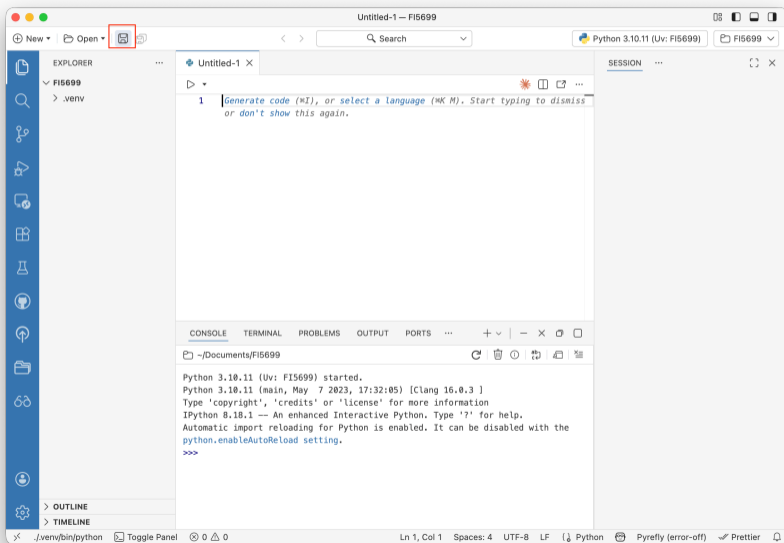 Untitled-1 — FI5699
New
Open
Search
Python 3.10.11 (Uv: FI5699)
FI5699
EXPLORER
FI5699
.venv
Untitled-1
1 Generate code (⌘I), or select a language (⌘K M). Start typing to dismiss
or don't show this again.
SESSION
CONSOLE TERMINAL PROBLEMS OUTPUT PORTS
~/Documents/FI5699
Python 3.10.11 (Uv: FI5699) started.
Python 3.10.11 (main, May  7 2023, 17:32:05) [Clang 16.0.3 ]
Type 'copyright', 'credits' or 'license' for more information
IPython 8.18.1 -- An enhanced Interactive Python. Type '?' for help.
Automatic import reloading for Python is enabled. It can be disabled with the
python.enableAutoReload setting.
>>>
OUTLINE
TIMELINE
./.venv/bin/python Toggle Panel 0 0 Ln 1, Col 1 Spaces: 4 UTF-8 LF Python Pyrefly (error-off) Prettier